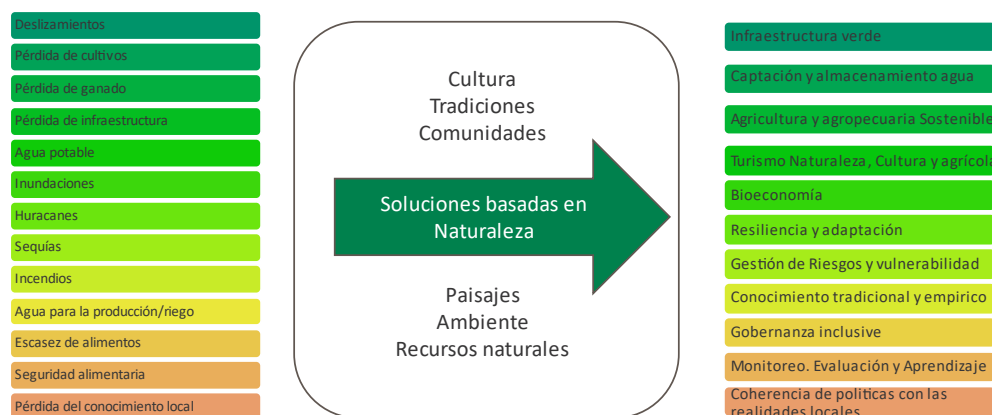 Deslizamientos
Pérdida de cultivos
Pérdida de ganado
Pérdida de infraestructura
Agua potable
Inundaciones
Huracanes
Sequías
Incendios
Agua para la producción/riego
Escasez de alimentos
Seguridad alimentaria
Pérdida del conocimiento local
Cultura
Tradiciones
Comunidades
Soluciones basadas en
Naturaleza
Paisajes
Ambiente
Recursos naturales
Infraestructura verde
Captación y almacenamiento agua
Agricultura y agropecuaria Sostenible
Turismo Naturaleza, Cultura y agrícola
Bioeconomía
Resiliencia y adaptación
Gestión de Riesgos y vulnerabilidad
Conocimiento tradicional y empirico
Gobernanza inclusive
Monitoreo. Evaluación y Aprendizaje
Coherencia de politicas con las
realidades locales